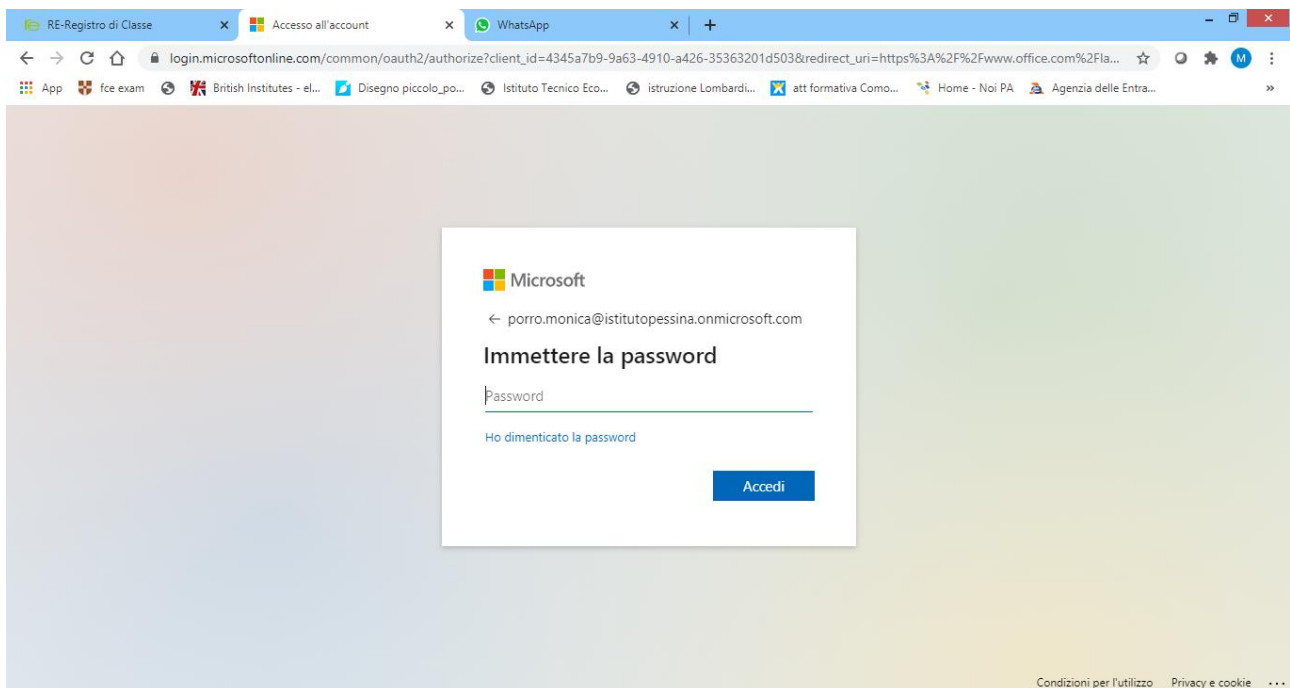 RE-Registro di Classe Accesso all'account WhatsApp
login.microsoftonline.com/common/oauth2/authorize?client_id=4345a7b9-9a63-4910-a426-35363201d503&redirect_uri=https%3A%2F%2Fwww.office.com%2Fla... M
App fce exam British Institutes - el... Disegno piccolo_po... Istituto Tecnico Eco... istruzione Lombardi... att formativa Como... Home - Noi PA Agenzia delle Entra... »
Microsoft
← porro.monica@istitutopessina.onmicrosoft.com
Immettere la password
Password
Ho dimenticato la password
Accedi
Condizioni per l'utilizzo Privacy e cookie ...